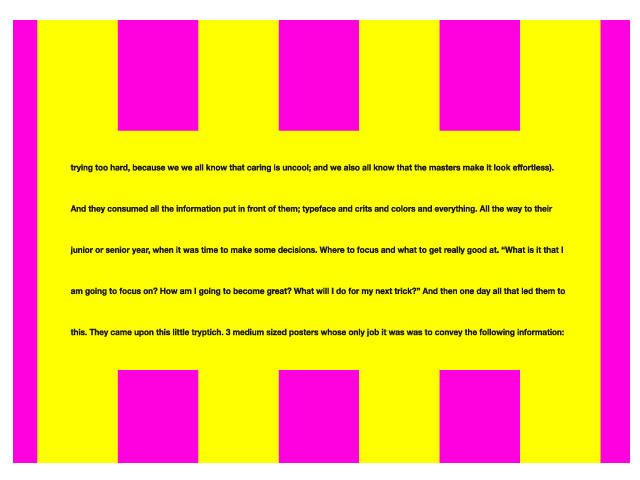 trying too hard, because we we all know that caring is uncool; and we also all know that the masters make it look effortless).
And they consumed all the information put in front of them; typeface and crits and colors and everything. All the way to their
junior or senior year, when it was time to make some decisions. Where to focus and what to get really good at. “What is it that I
am going to focus on? How am I going to become great? What will I do for my next trick?” And then one day all that led them to
this. They came upon this little tryptich. 3 medium sized posters whose only job it was was to convey the following information: